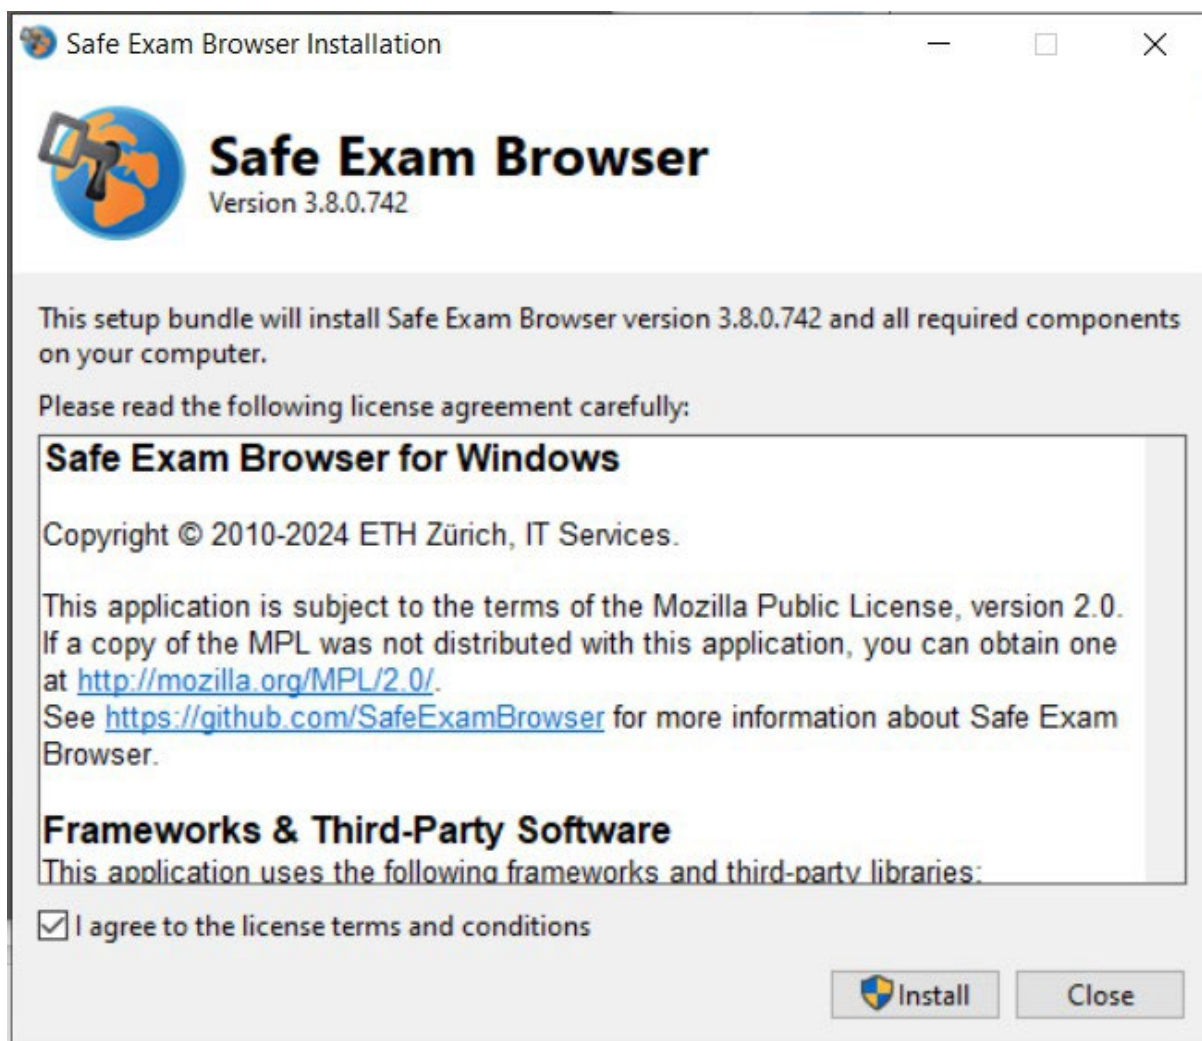 Safe Exam Browser Installation
Safe Exam Browser
Version 3.8.0.742
This setup bundle will install Safe Exam Browser version 3.8.0.742 and all required components
on your computer.
Please read the following license agreement carefully:
Safe Exam Browser for Windows
Copyright © 2010-2024 ETH Zürich, IT Services.
This application is subject to the terms of the Mozilla Public License, version 2.0.
If a copy of the MPL was not distributed with this application, you can obtain one
at http://mozilla.org/MPL/2.0/.
See https://github.com/SafeExamBrowser for more information about Safe Exam
Browser.
Frameworks & Third-Party Software
This application uses the following frameworks and third-party libraries:
I agree to the license terms and conditions
Install
Close